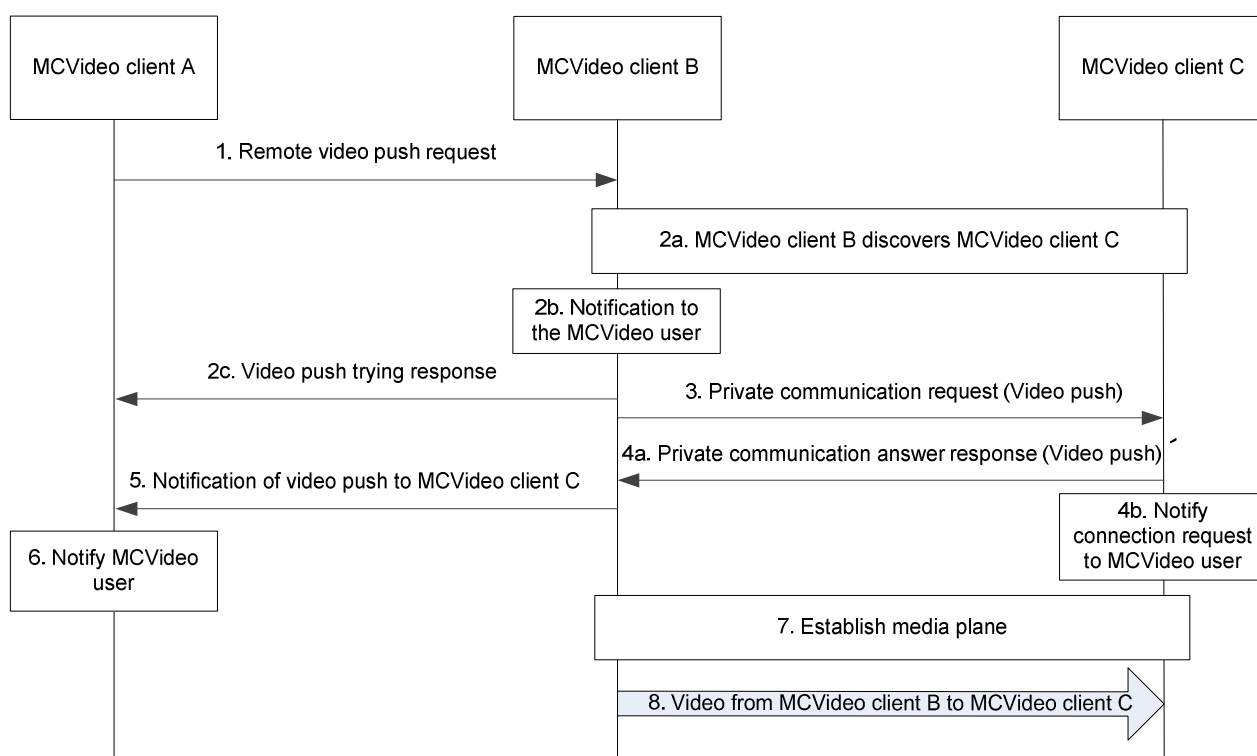 MCVideo client A
MCVideo client B
MCVideo client C
1. Remote video push request
2a. MCVideo client B discovers MCVideo client C
2b. Notification to
the MCVideo user
2c. Video push trying response
3. Private communication request (Video push)
4a. Private communication answer response (Video push)
5. Notification of video push to MCVideo client C
4b. Notify
connection request
to MCVideo user
6. Notify MCVideo
user
7. Establish media plane
8. Video from MCVideo client B to MCVideo client C